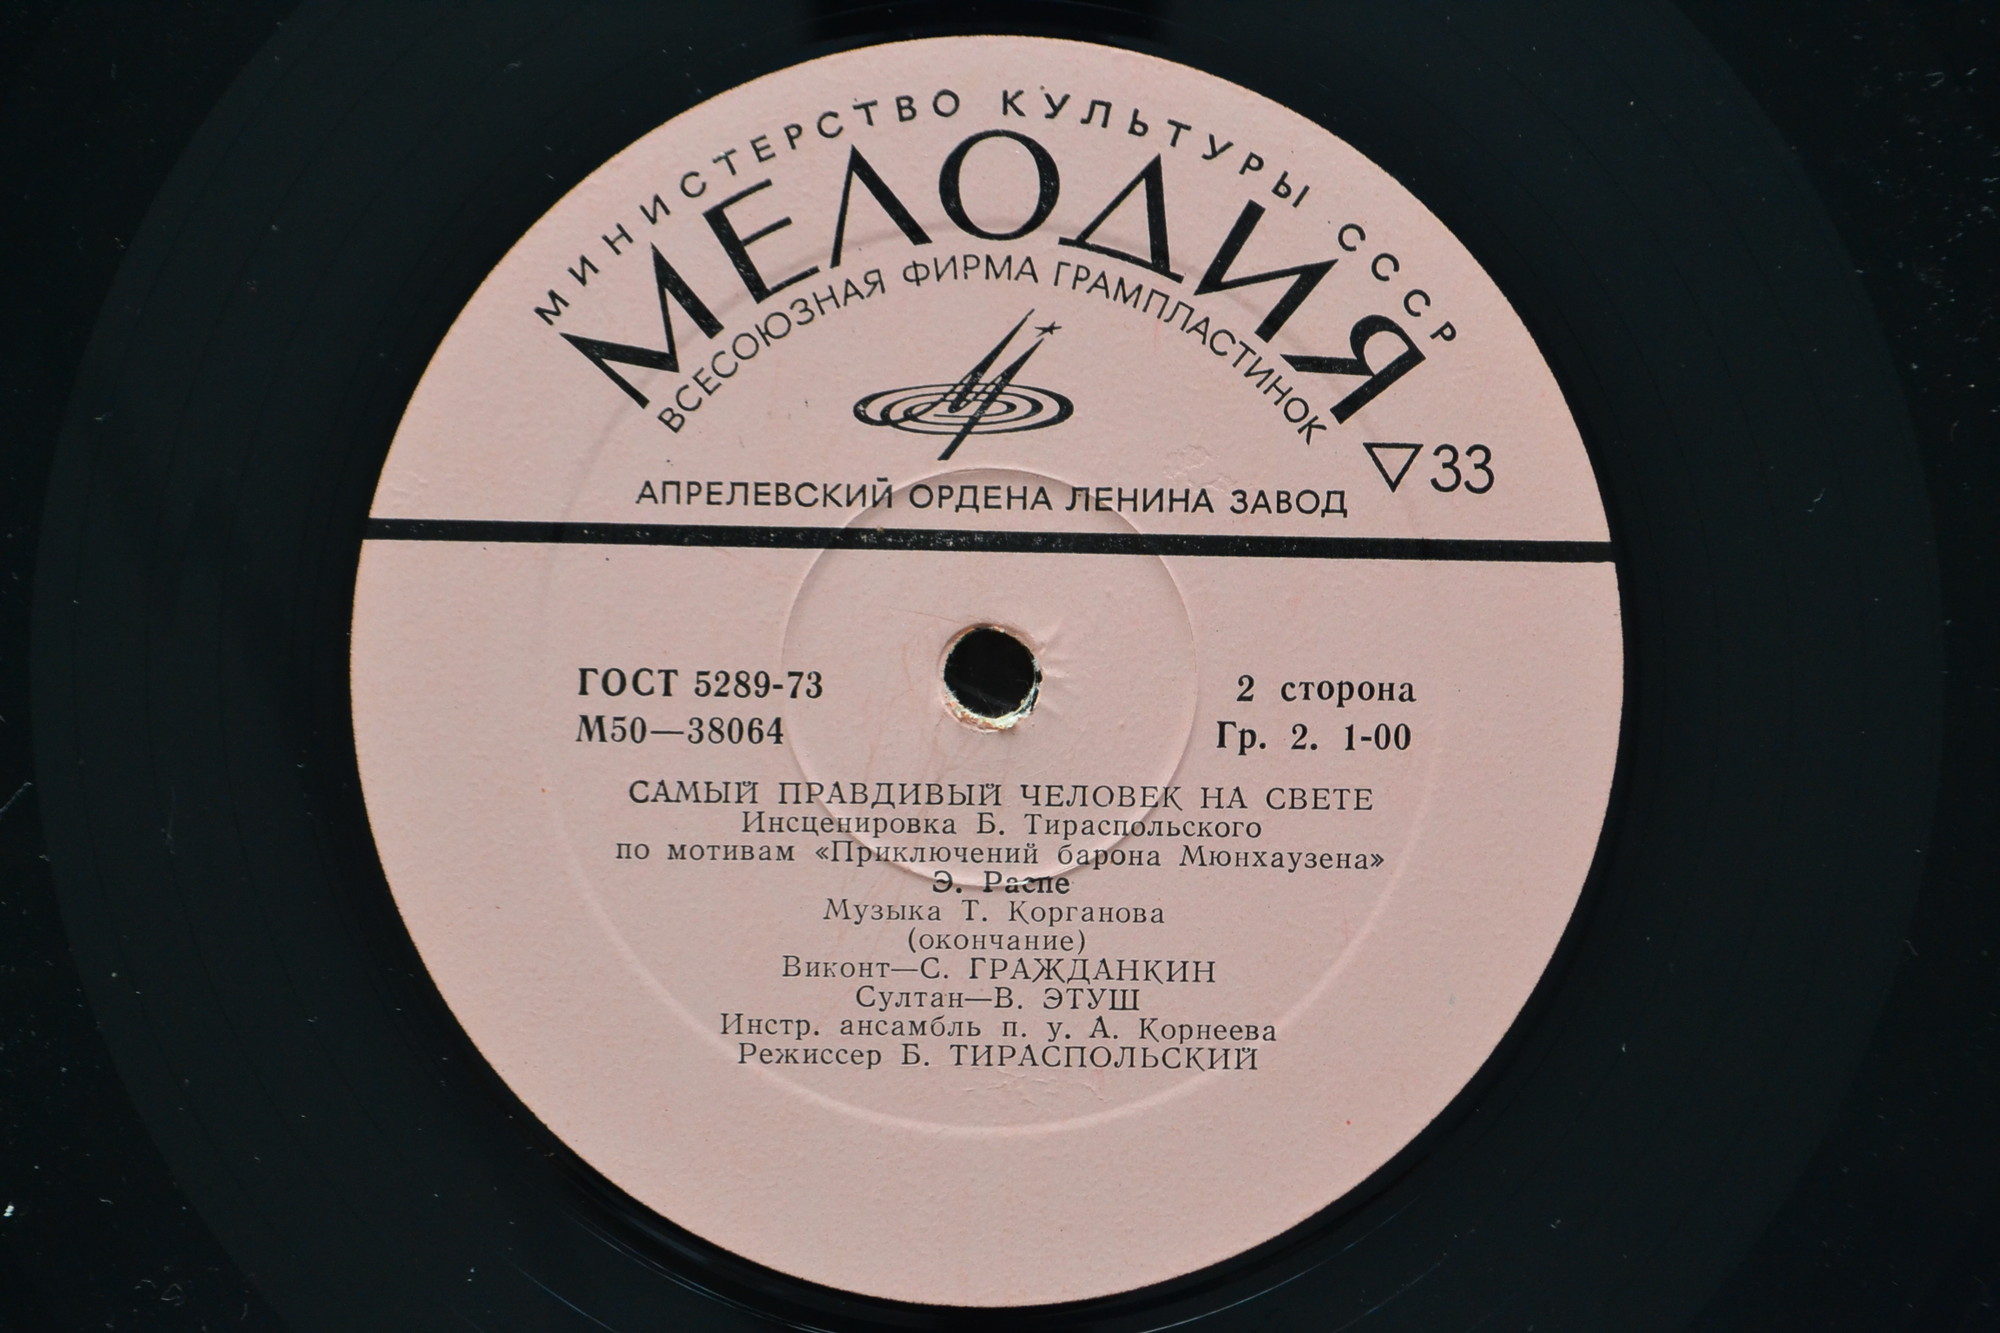 МИНИСТЕРСТВО КУЛЬТУРЫ СССР
МЕЛОДИЯ
ВСЕСОЮЗНАЯ ФИРМА ГРАМПЛАСТИНОК
▽33
АПРЕЛЕВСКИЙ ОРДЕНА ЛЕНИНА ЗАВОД
ГОСТ 5289-73
2 сторона
М50—38064
Гр. 2. 1-00
САМЫЙ ПРАВДИВЫЙ ЧЕЛОВЕК НА СВЕТЕ
Инсценировка Б. Тираспольского
по мотивам «Приключений барона Мюнхаузена»
Э. Распе
Музыка Т. Корганова
(окончание)
Виконт—С. ГРАЖДАНКИН
Султан—В. ЭТУШ
Инстр. ансамбль п. у. А. Корнеева
Режиссер Б. ТИРАСПОЛЬСКИЙ